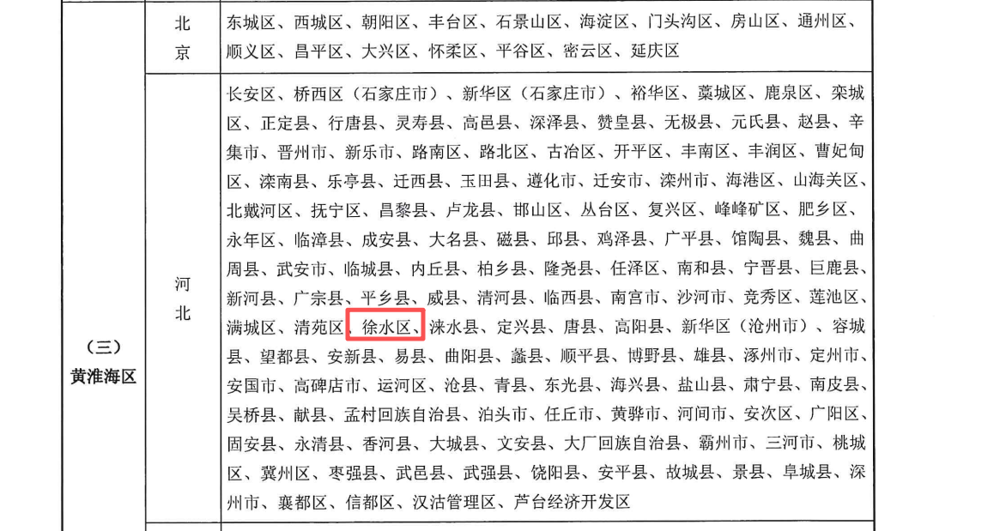 北
京
东城区、西城区、朝阳区、丰台区、石景山区、海淀区、门头沟区、房山区、通州区、
顺义区、昌平区、大兴区、怀柔区、平谷区、密云区、延庆区
(三)
黄淮海区
河
北
长安区、桥西区（石家庄市）、新华区（石家庄市）、裕华区、藁城区、鹿泉区、栾城
区、正定县、行唐县、灵寿县、高邑县、深泽县、赞皇县、无极县、元氏县、赵县、辛
集市、晋州市、新乐市、路南区、路北区、古冶区、开平区、丰南区、丰润区、曹妃甸
区、滦南县、乐亭县、迁西县、玉田县、遵化市、迁安市、滦州市、海港区、山海关区、
北戴河区、抚宁区、昌黎县、卢龙县、邯山区、丛台区、复兴区、峰峰矿区、肥乡区、
永年区、临漳县、成安县、大名县、磁县、邱县、鸡泽县、广平县、馆陶县、魏县、曲
周县、武安市、临城县、内丘县、柏乡县、隆尧县、任泽区、南和县、宁晋县、巨鹿县、
新河县、广宗县、平乡县、威县、清河县、临西县、南宫市、沙河市、竞秀区、莲池区、
满城区、清苑区、徐水区、涞水县、定兴县、唐县、高阳县、新华区（沧州市）、容城
县、望都县、安新县、易县、曲阳县、蠡县、顺平县、博野县、雄县、涿州市、定州市、
安国市、高碑店市、运河区、沧县、青县、东光县、海兴县、盐山县、肃宁县、南皮县、
吴桥县、献县、孟村回族自治县、泊头市、任丘市、黄骅市、河间市、安次区、广阳区、
固安县、永清县、香河县、大城县、文安县、大厂回族自治县、霸州市、三河市、桃城
区、冀州区、枣强县、武邑县、武强县、饶阳县、安平县、故城县、景县、阜城县、深
州市、襄都区、信都区、汉沽管理区、芦台经济开发区